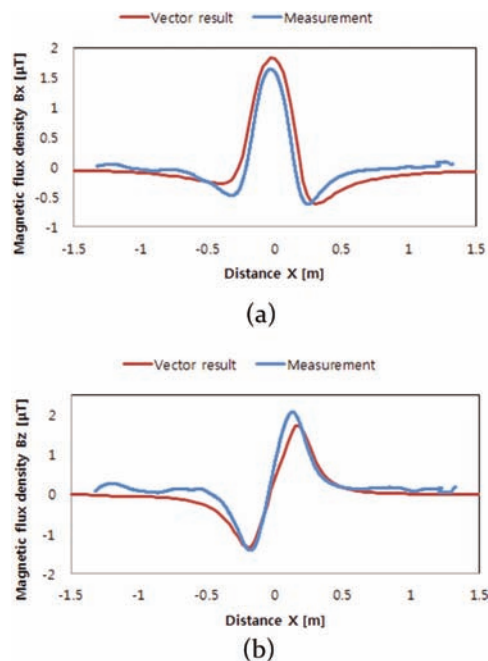 Vector result Measurement
Magnetic flux density Bx [μT]
2
1.5
1
0.5
0
-0.5
-1
-1.5 -1 -0.5 0 0.5 1 1.5
Distance X [m]
(a)
Vector result Measurement
Magnetic flux density Bz [μT]
2
1
0
-1
-2
-1.5 -1 -0.5 0 0.5 1 1.5
Distance X [m]
(b)